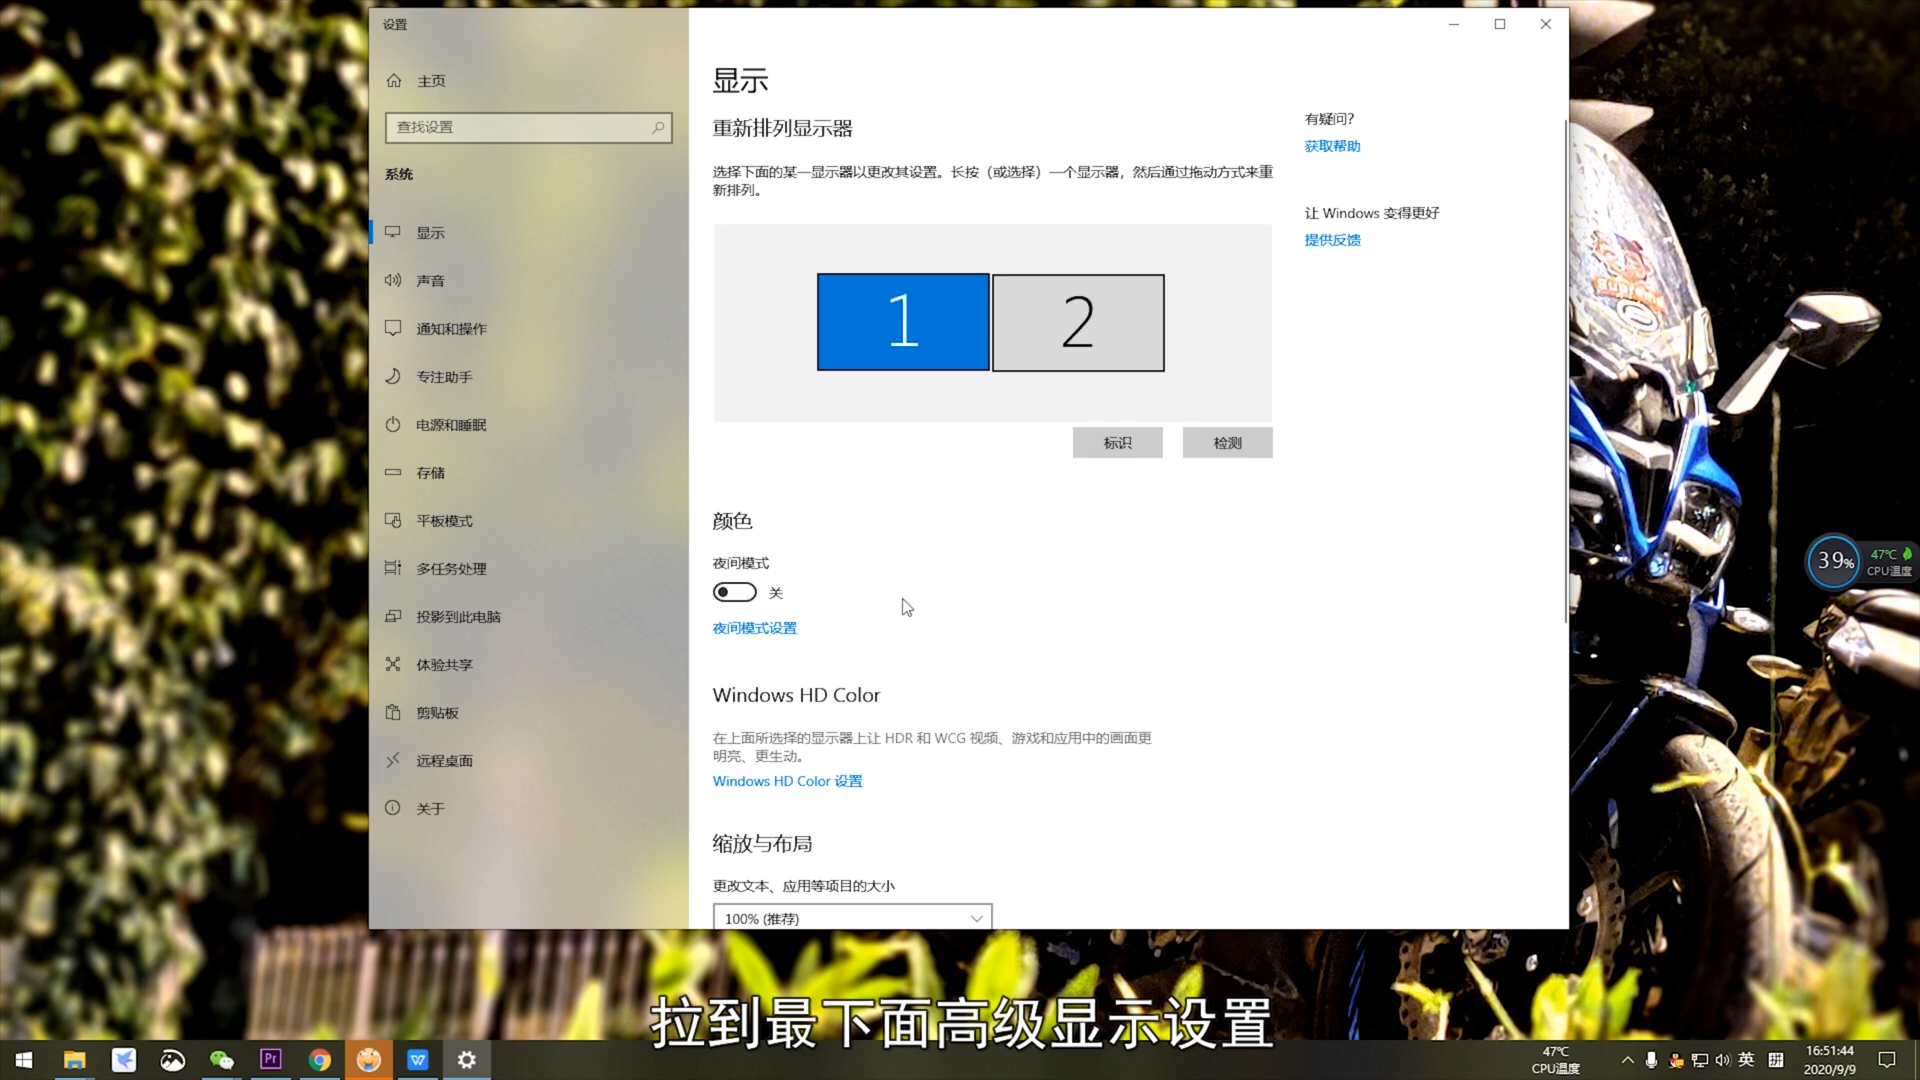 设置
主页
查找设置
系统
显示
声音
通知和操作
专注助手
电源和睡眠
存储
平板模式
多任务处理
投影到此电脑
体验共享
剪贴板
远程桌面
关于
显示
重新排列显示器
选择下面的某一显示器以更改其设置。长按（或选择）一个显示器，然后通过拖动方式来重
新排列。
1
2
标识
检测
颜色
夜间模式
关
夜间模式设置
Windows HD Color
在上面所选择的显示器上让 HDR 和 WCG 视频、游戏和应用中的画面更
明亮、更生动。
Windows HD Color 设置
缩放与布局
更改文本、应用等项目的大小
100% (推荐)
有疑问?
获取帮助
让 Windows 变得更好
提供反馈
39%
47℃
CPU温度
拉到最下面高级显示设置
Pr
W
47℃
CPU温度
英
拼
16:51:44
2020/9/9